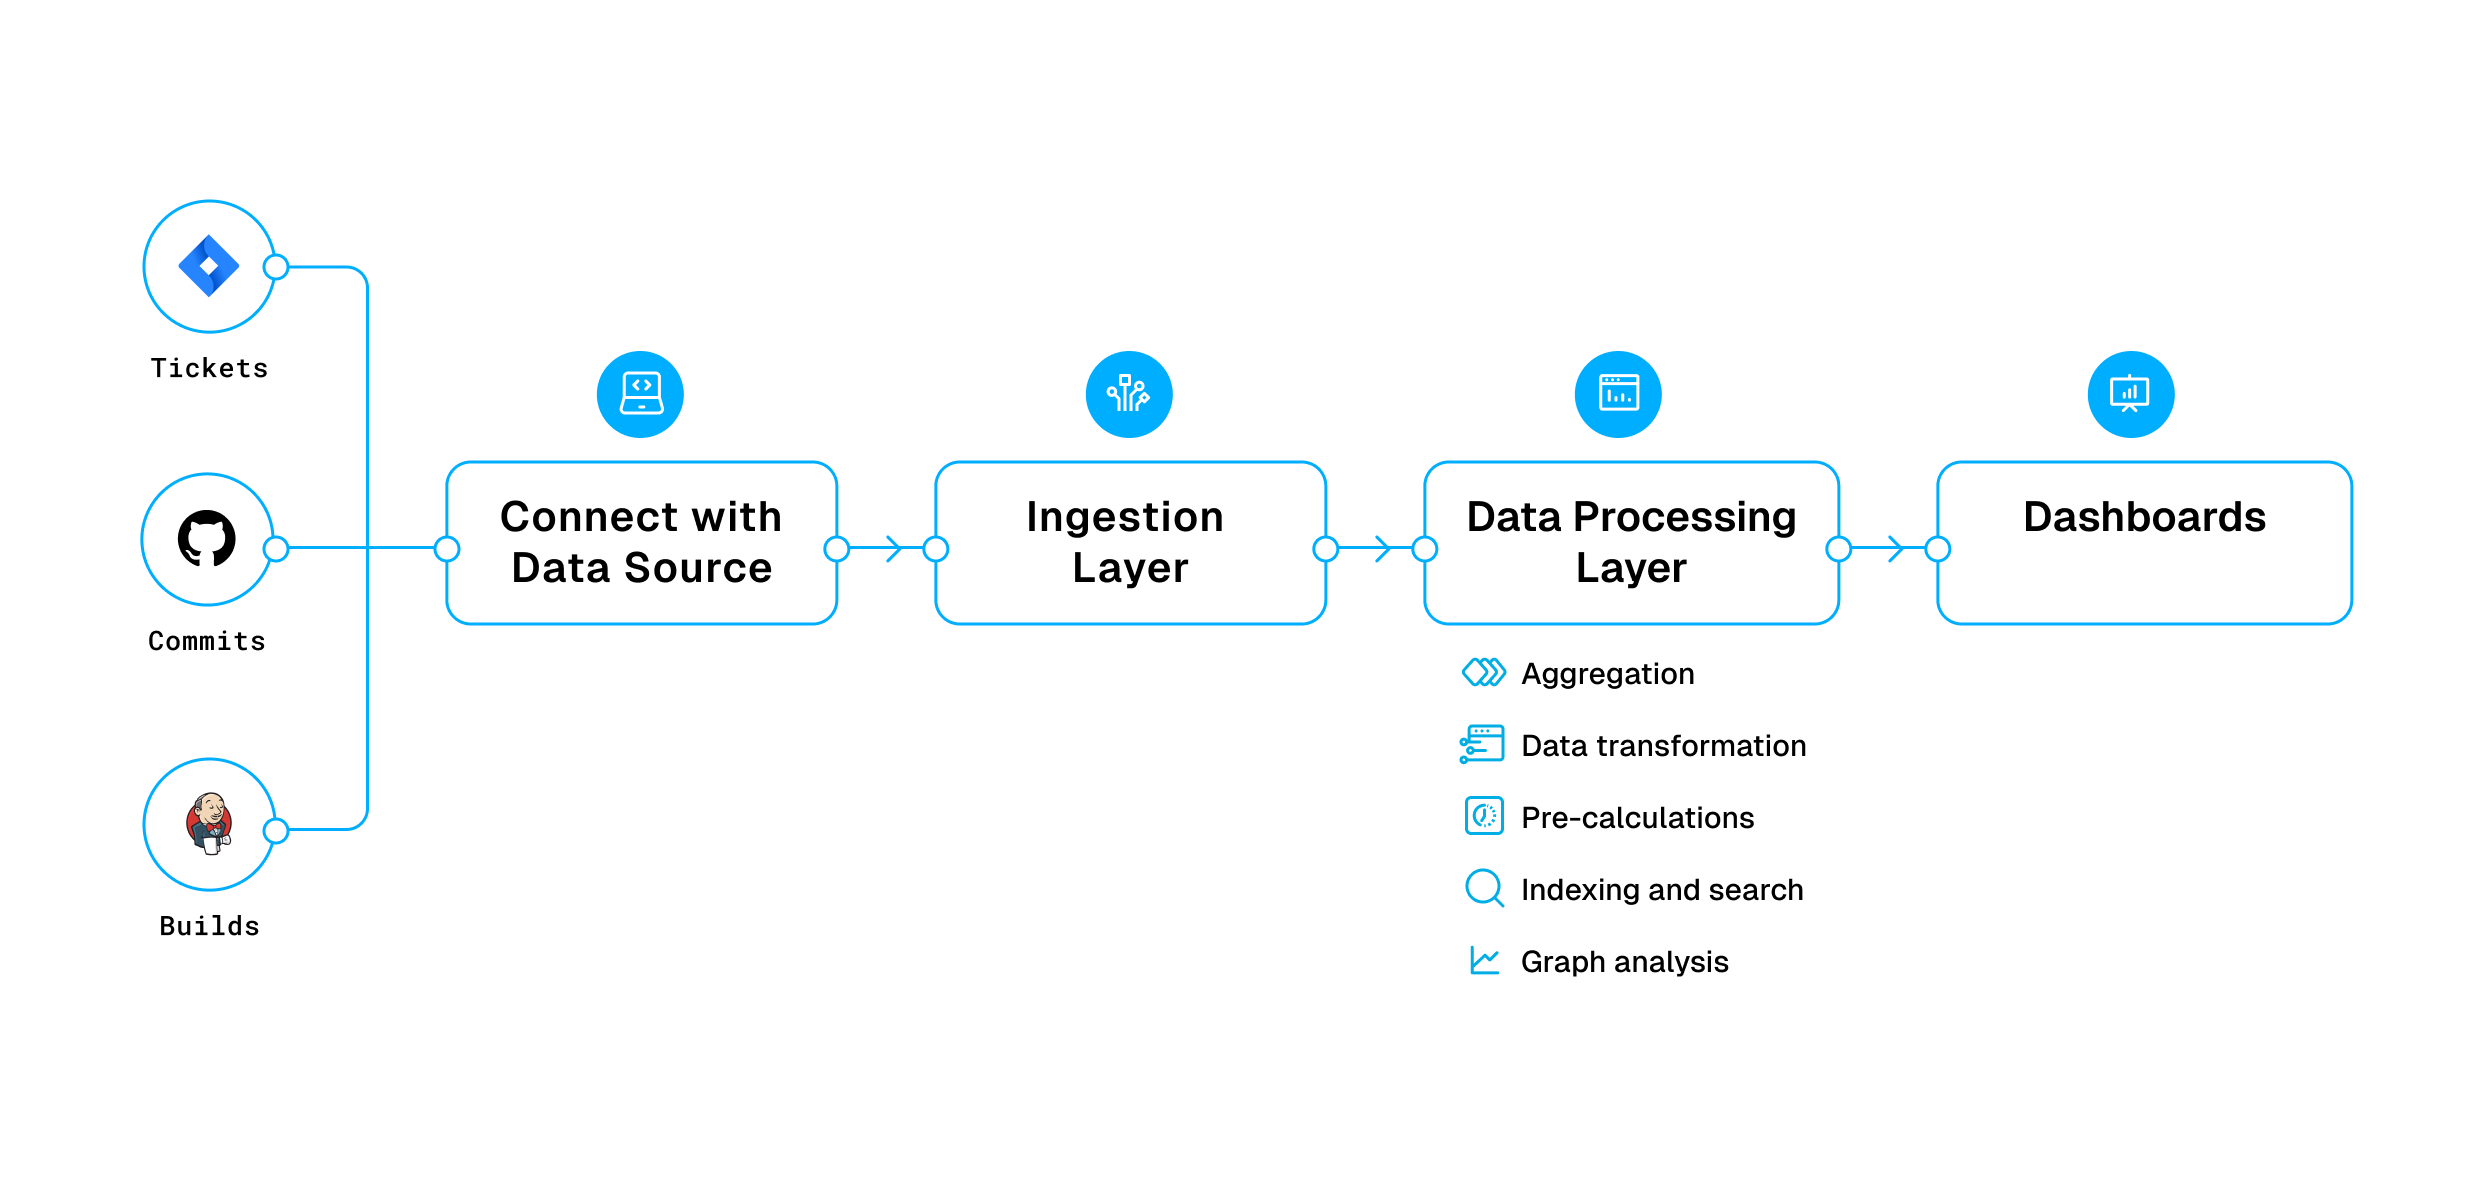 Tickets
Commits
Builds
Connect with
Data Source
Ingestion
Layer
Data Processing
Layer
Aggregation
Data transformation
Pre-calculations
Indexing and search
Graph analysis
Dashboards